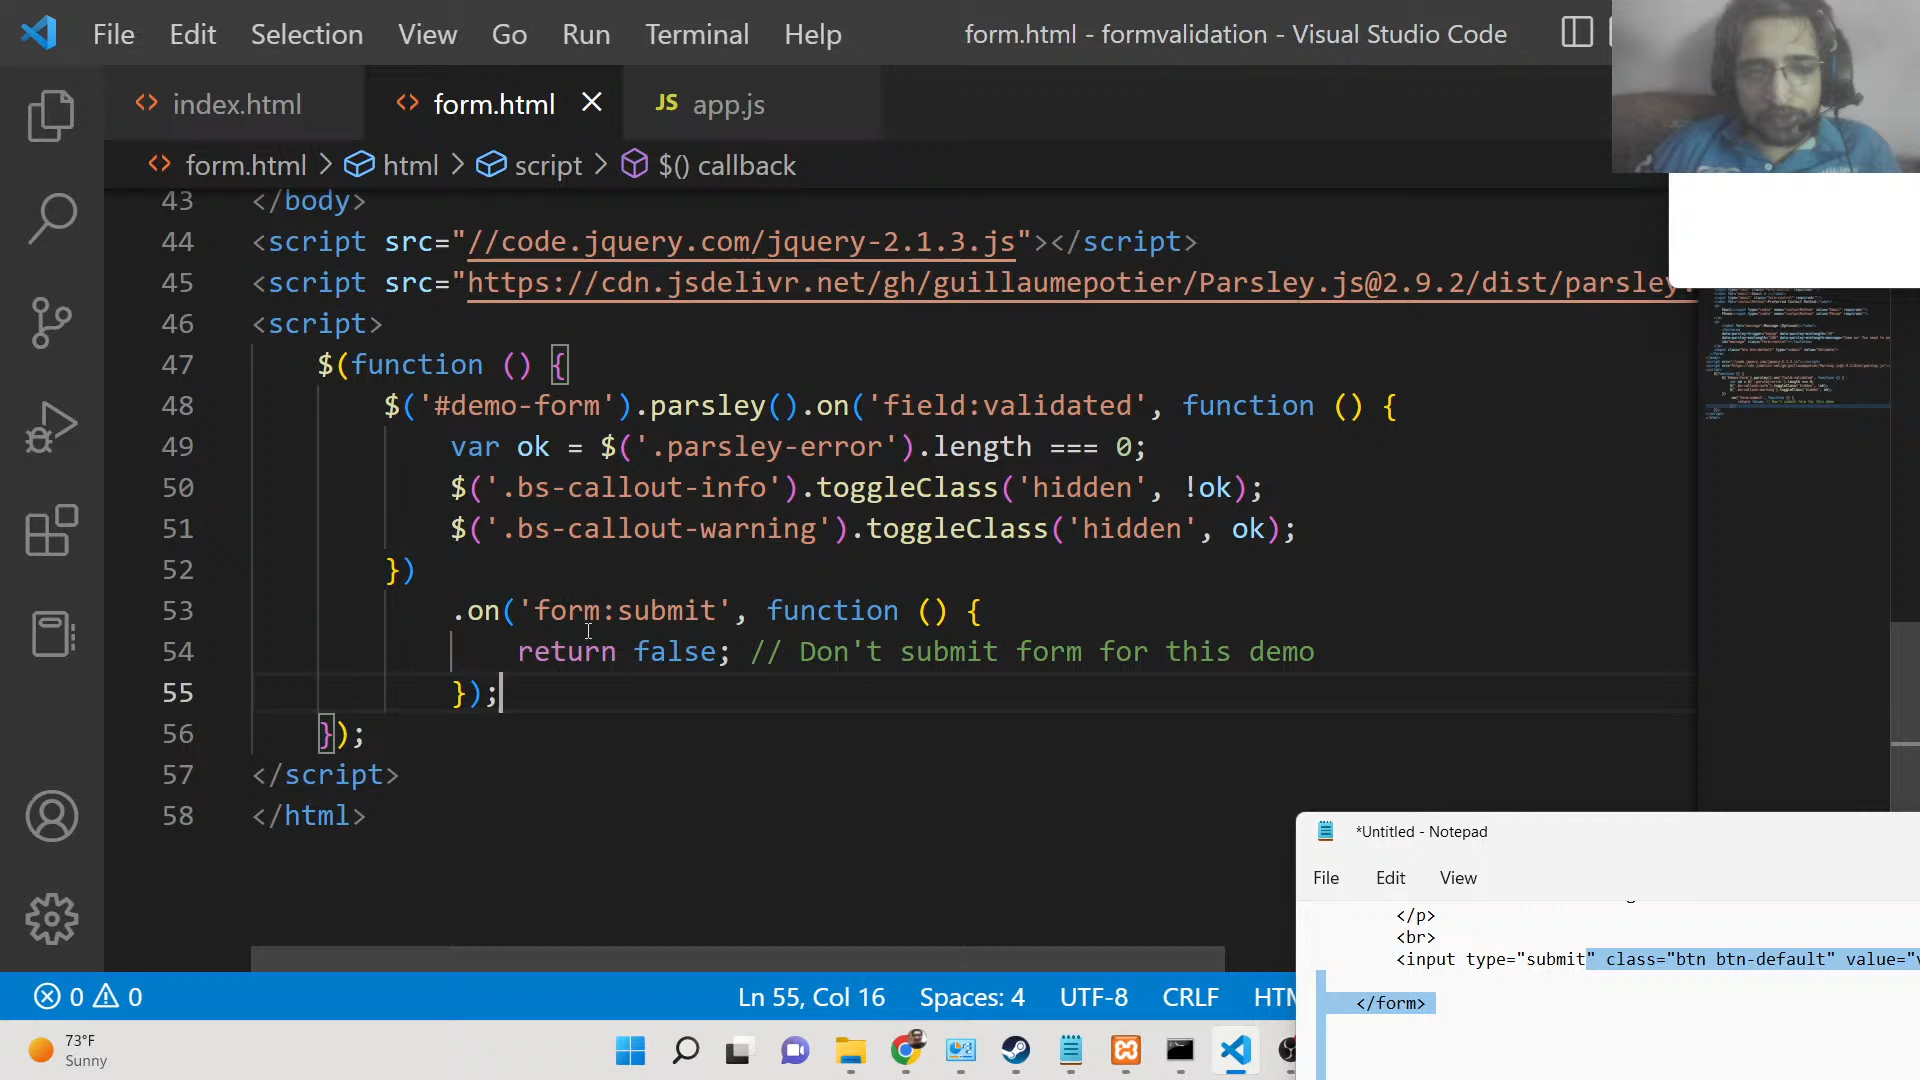 File Edit Selection View Go Run Terminal Help
form.html - formvalidation - Visual Studio Code
index.html
form.html
JS app.js
form.html > html > script > $() callback
43 </body>
44 <script src="//code.jquery.com/jquery-2.1.3.js"></script>
45 <script src="https://cdn.jsdelivr.net/gh/guillaumepotier/Parsley.js@2.9.2/dist/parsley.
46 <script>
47 $(function () {
48 $('#demo-form').parsley().on('field:validated', function () {
49 var ok = $('.parsley-error').length === 0;
50 $('.bs-callout-info').toggleClass('hidden', !ok);
51 $('.bs-callout-warning').toggleClass('hidden', ok);
52 })
53 .on('form:submit', function () {
54 return false; // Don't submit form for this demo
55 });
56 });
57 </script>
58 </html>
*Untitled - Notepad
File Edit View
</p>
<br>
<input type="submit" class="btn btn-default" value="v
</form>
0 0
Ln 55, Col 16 Spaces: 4 UTF-8 CRLF HTM
73°F
Sunny